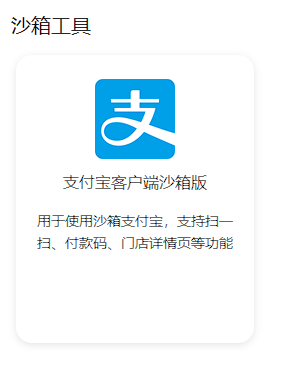 沙箱工具
支
支付宝客户端沙箱版
用于使用沙箱支付宝，支持扫一
扫、付款码、门店详情页等功能